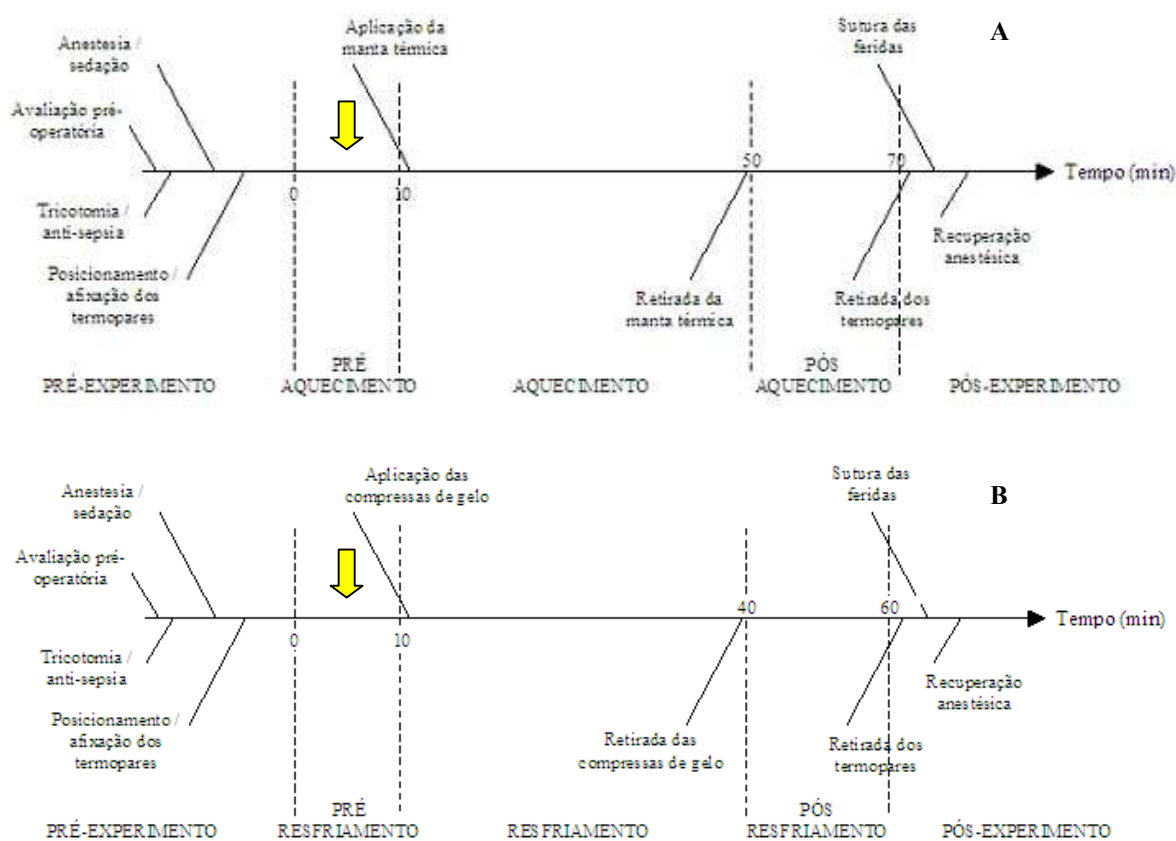 A
Anestesia /
sedação
Aplicação da
manta térmica
Sutura das
feridas
Avaliação pré-
operatória
0
10
50
70
Tempo (min)
Tricotomia /
anti-sepsia
Posicionamento /
afixação dos
termopares
Retirada da
manta térmica
Retirada dos
termopares
Recuperação
anestésica
PRÉ-EXPERIMENTO
PRÉ
AQUECIMENTO
AQUECIMENTO
PÓS
AQUECIMENTO
PÓS-EXPERIMENTO
B
Anestesia /
sedação
Aplicação das
compressas de gelo
Sutura das
feridas
Avaliação pré-
operatória
0
10
40
60
Tempo (min)
Tricotomia /
anti-sepsia
Posicionamento /
afixação dos
termopares
Retirada das
compressas de gelo
Retirada dos
termopares
Recuperação
anestésica
PRÉ-EXPERIMENTO
PRÉ
RESFRIAMENTO
RESFRIAMENTO
PÓS
RESFRIAMENTO
PÓS-EXPERIMENTO